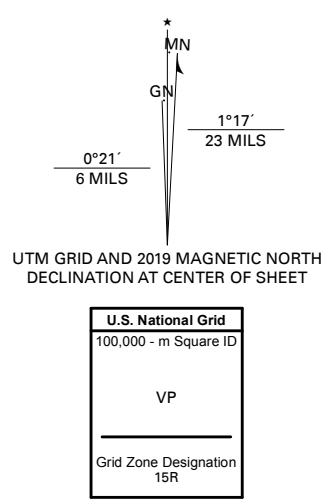 MN
GN
1°17´
23 MILS
0°21´
6 MILS
UTM GRID AND 2019 MAGNETIC NORTH
DECLINATION AT CENTER OF SHEET
U.S. National Grid
100,000 - m Square ID
VP
Grid Zone Designation
15R